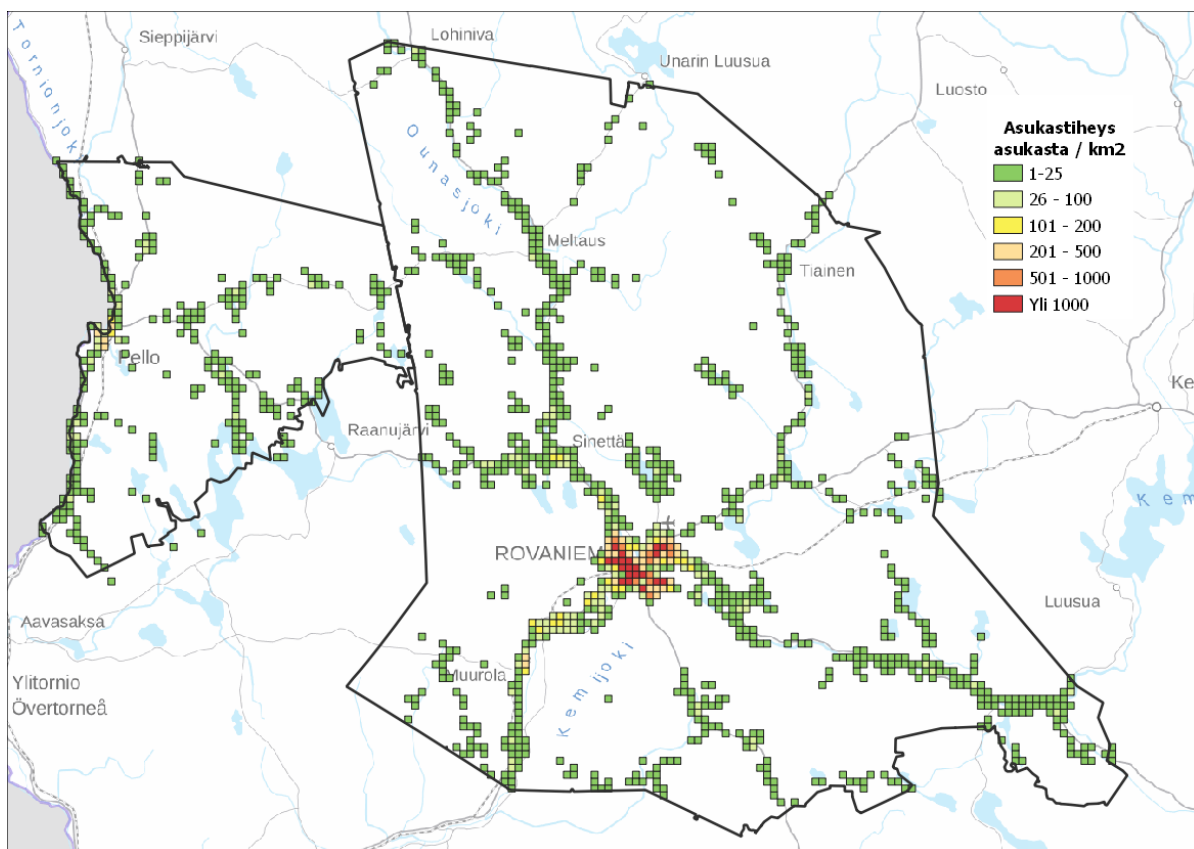 Sieppijärvi
Lohiniva
Unarin Luusua
Luosto
Tornionjoki
Asukastiheys
asukasta / km2
1-25
26 - 100
101 - 200
201 - 500
501 - 1000
Yli 1000
Ounasjoki
Meltaus
Tiainen
Pello
Ke
Raanujärvi
Sinettä
Kem
ROVANIEM
Luusua
Aavasaksa
Muurola
Kemijoki
Ylitornio
Övertorneå